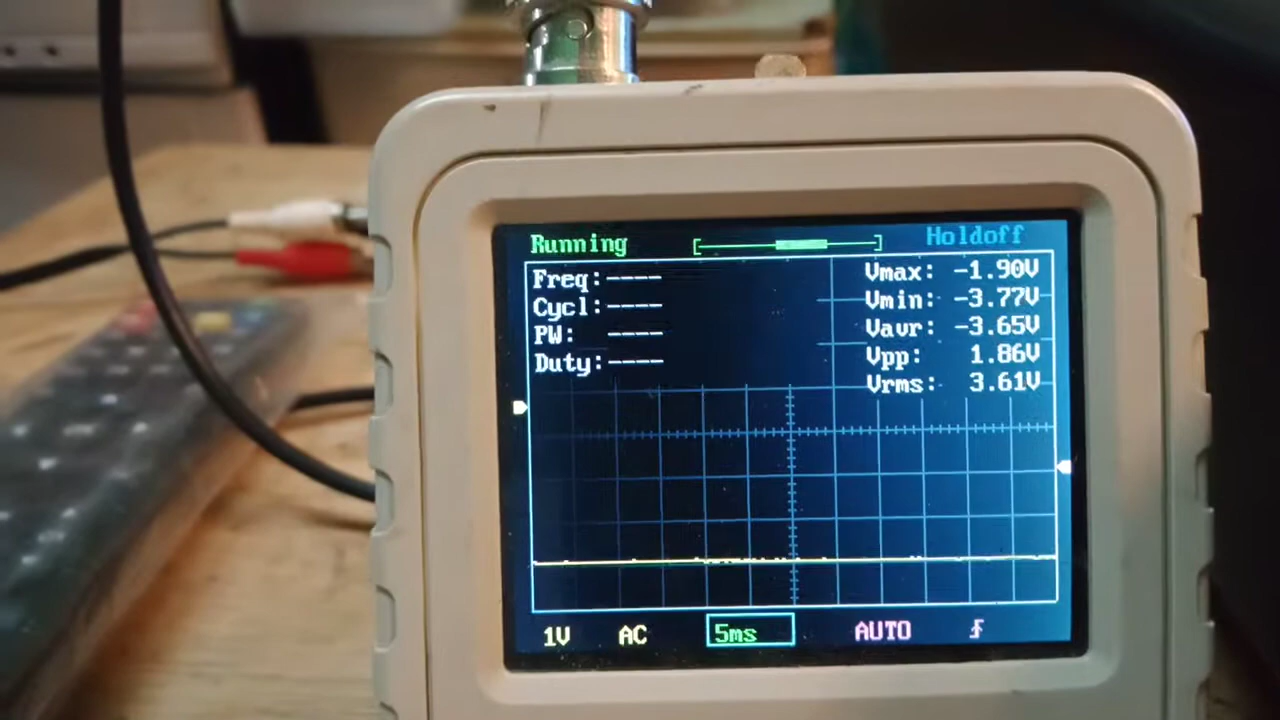 Running Holdoff
Freq:---- Vmax: -1.90V
Cycl:---- Vmin: -3.77V
PW: ---- Vavr: -3.65V
Duty:---- Vpp: 1.86V
Vrms: 3.61V
1V AC 5ms AUTO